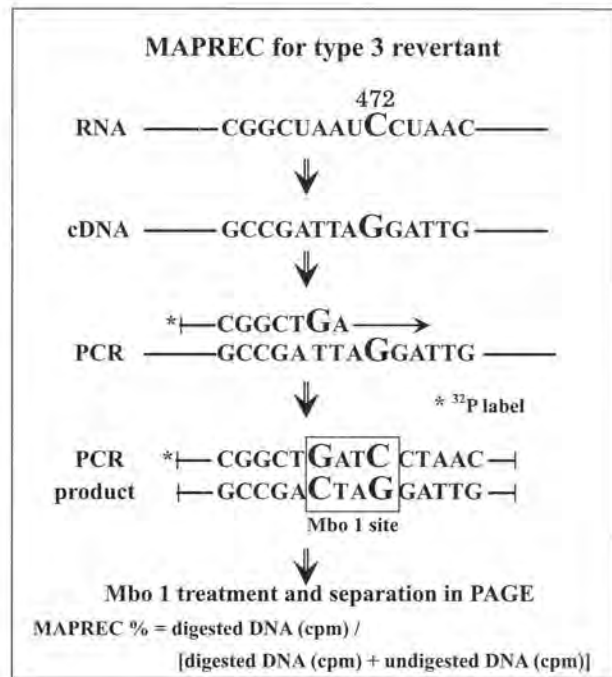 MAPREC for type 3 revertant
472
RNA CGGCUAAUCCUAAC
cDNA GCCGATTAGGATTG
* CGGCTGA
PCR GCCGATTAGGATTG
* ³²P label
PCR * CGGCTGATCCTAAC
product GCCGACTAGGATTG
Mbo 1 site
Mbo 1 treatment and separation in PAGE
MAPREC % = digested DNA (cpm) /
[digested DNA (cpm) + undigested DNA (cpm)]